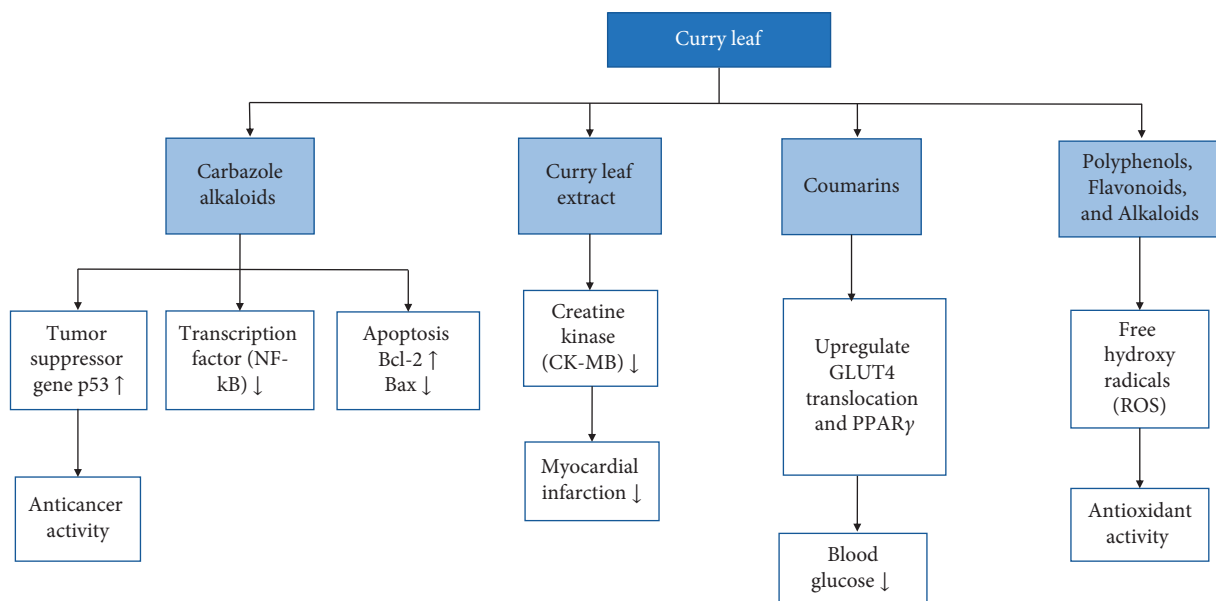 Curry leaf
Carbazole
alkaloids
Curry leaf
extract
Coumarins
Polyphenols,
Flavonoids,
and Alkaloids
Tumor
suppressor
gene p53 ↑
Transcription
factor (NF-
kB) ↓
Apoptosis
Bcl-2 ↑
Bax ↓
Creatine
kinase
(CK-MB) ↓
Upregulate
GLUT4
translocation
and PPARγ
Free
hydroxy
radicals
(ROS)
Anticancer
activity
Myocardial
infarction ↓
Blood
glucose ↓
Antioxidant
activity